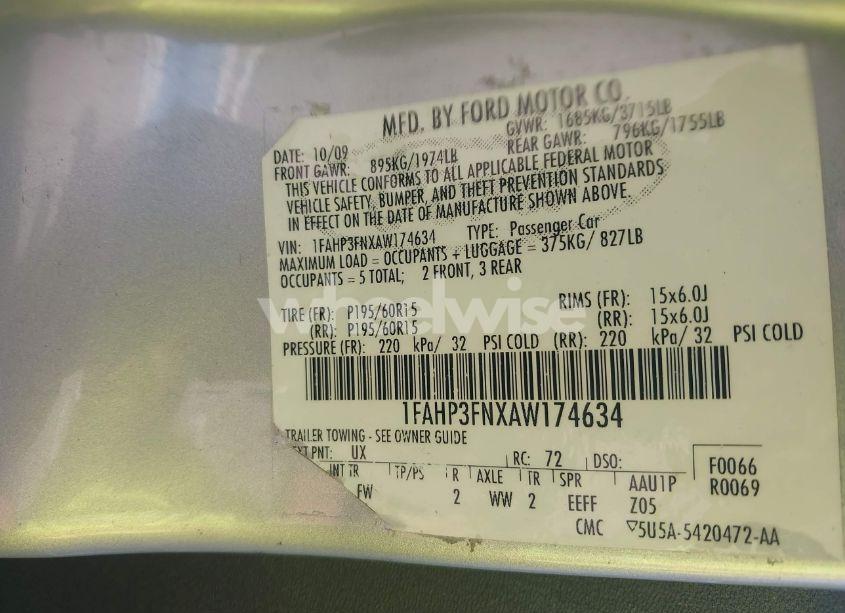 MFD. BY FORD MOTOR CO.
DATE: 10/09 GVWR: 1685KG/3715LB
FRONT GAWR: 895KG/1974LB REAR GAWR: 796KG/1755LB
THIS VEHICLE CONFORMS TO ALL APPLICABLE FEDERAL MOTOR
VEHICLE SAFETY, BUMPER, AND THEFT PREVENTION STANDARDS
IN EFFECT ON THE DATE OF MANUFACTURE SHOWN ABOVE.
VIN: 1FAHP3FNXAW174634 TYPE: Passenger Car
MAXIMUM LOAD = OCCUPANTS + LUGGAGE = 375KG/ 827LB
OCCUPANTS = 5 TOTAL; 2 FRONT, 3 REAR
wheelwise
TIRE (FR): P195/60R15 RIMS (FR): 15x6.0J
(RR): P195/60R15 (RR): 15x6.0J
PRESSURE (FR): 220 kPa/ 32 PSI COLD (RR): 220 kPa/ 32 PSI COLD
1FAHP3FNXAW174634
TRAILER TOWING - SEE OWNER GUIDE
EXT PNT: UX RC: 72 DSO: F0066
INT TR TP/PS R AXLE TR SPR AAU1P R0069
FW 2 WW 2 EEFF Z05
CMC ▽5U5A-5420472-AA